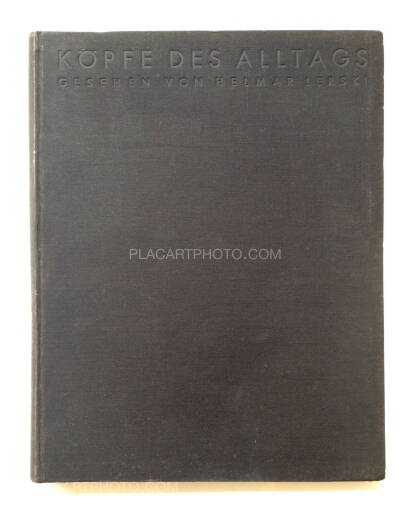 KÖPFE DES ALLTAGS
GESEHEN VON HELMAR LERSKI
PLACARTPHOTO.COM